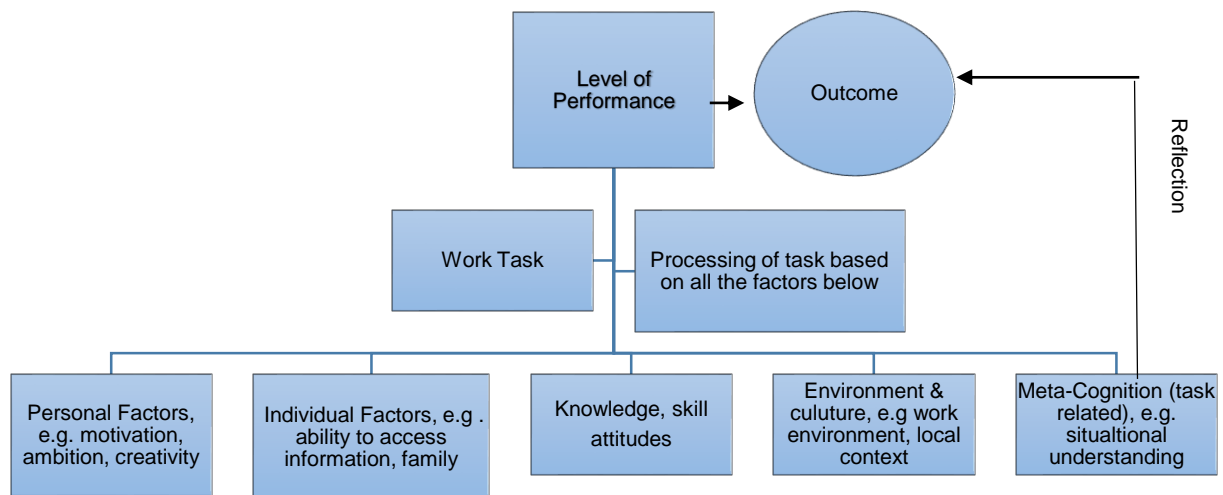 Level of
Performance
Outcome
Reflection
Work Task
Processing of task based
on all the factors below
Personal Factors,
e.g. motivation,
ambition, creativity
Individual Factors, e.g .
ability to access
information, family
Knowledge, skill
attitudes
Environment &
culuture, e.g work
environment, local
context
Meta-Cognition (task
related), e.g.
situaltional
understanding